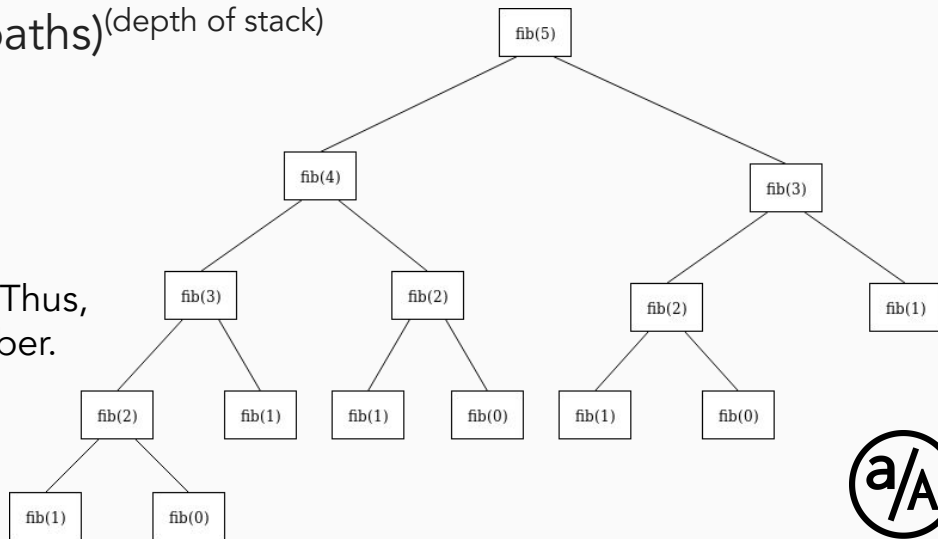 paths)(depth of stack)
fib(5)
fib(4)
fib(3)
fib(3)
fib(2)
Thus,
fib(2)
fib(1)
ber.
fib(2)
fib(1)
fib(1)
fib(0)
fib(1)
fib(0)
fib(1)
fib(0)
a/A